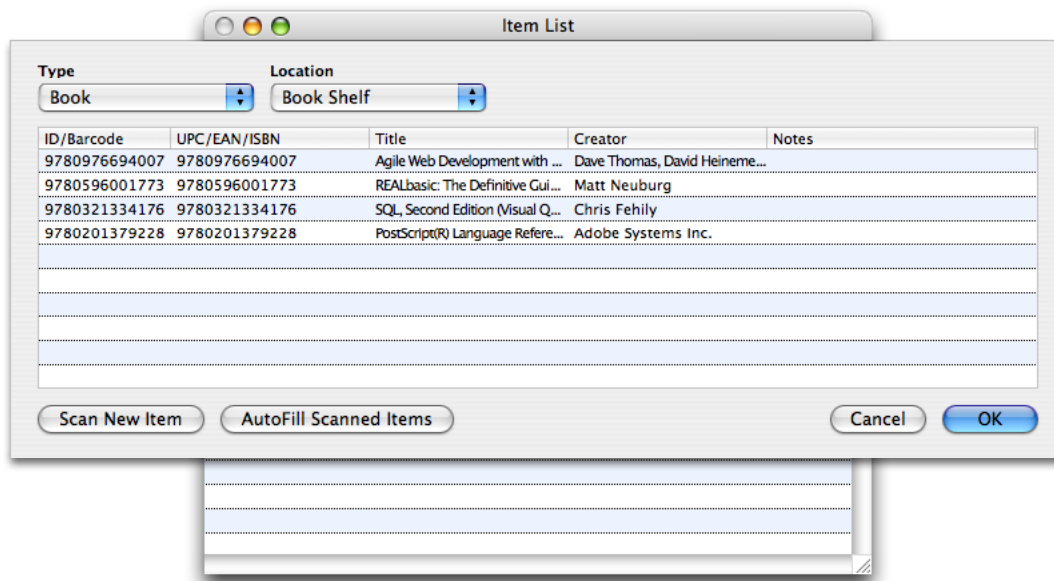 Item List
Type Location
Book Book Shelf
ID/Barcode UPC/EAN/ISBN Title Creator Notes
9780976694007 9780976694007 Agile Web Development with ... Dave Thomas, David Heineme...
9780596001773 9780596001773 REALbasic: The Definitive Gui... Matt Neuburg
9780321334176 9780321334176 SQL, Second Edition (Visual Q... Chris Fehily
9780201379228 9780201379228 PostScript(R) Language Refere... Adobe Systems Inc.
Scan New Item AutoFill Scanned Items Cancel OK